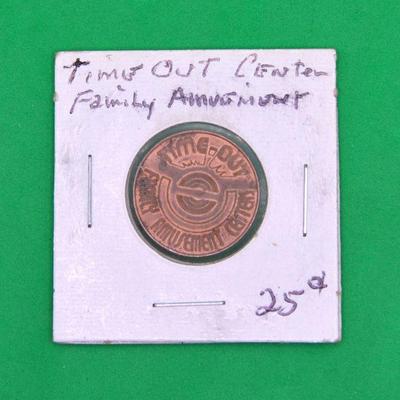 TIME OUT CENTER
Family AMUSEMENT
TIME-OUT
FAMILY AMUSEMENT CENTER
25¢